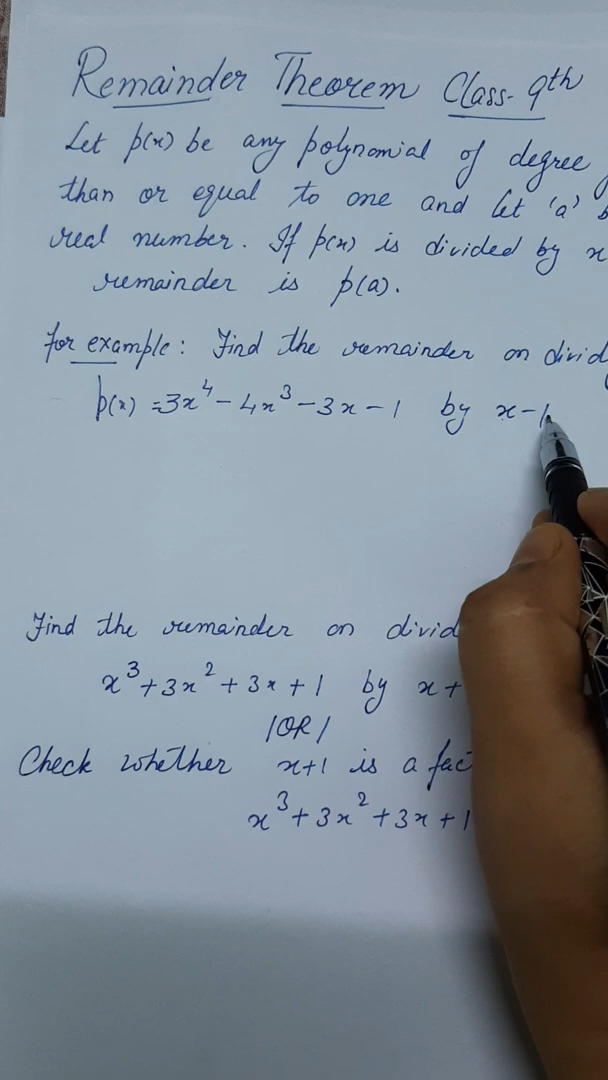 Remainder Theorem Class-9th
Let p(x) be any polynomial of degree
than or equal to one and let 'a'
real number. If p(x) is divided by x
remainder is p(a).
for example: Find the remainder on divid
p(x) = 3x⁴ - 4x³ - 3x - 1 by x - 1
Find the remainder on divid
x³ + 3x² + 3x + 1 by x +
/OR/
Check whether x+1 is a fac
x³ + 3x² + 3x + 1